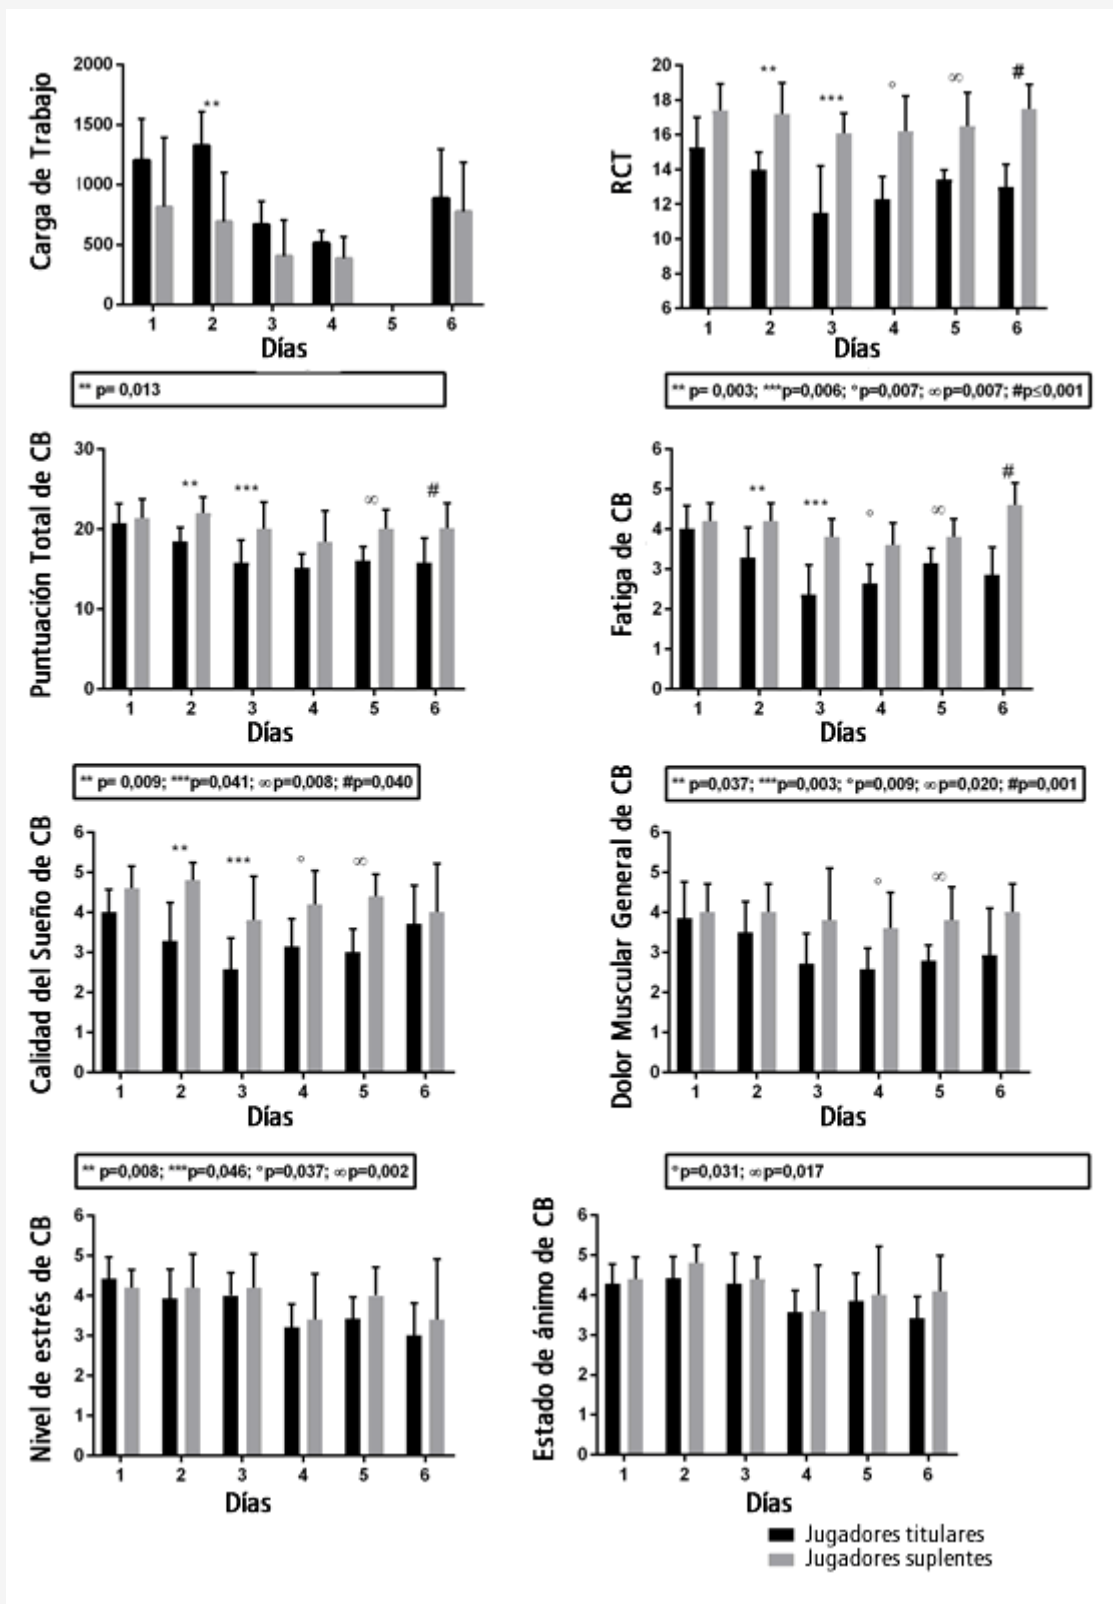 Carga de Trabajo
2000
1500
1000
500
0
**
1 2 3 4 5 6
Días
** p= 0,013
RCT
20
18
16
14
12
10
8
6
** *** ° ∞ #
1 2 3 4 5 6
Días
** p= 0,003; ***p=0,006; °p=0,007; ∞p=0,007; #p≤0,001
Puntuación Total de CB
30
20
10
0
** *** ∞ #
1 2 3 4 5 6
Días
** p= 0,009; ***p=0,041; ∞p=0,008; #p=0,040
Fatiga de CB
6
5
4
3
2
1
0
** *** ° ∞ #
1 2 3 4 5 6
Días
** p=0,037; ***p=0,003; °p=0,009; ∞p=0,020; #p=0,001
Calidad del Sueño de CB
6
5
4
3
2
1
0
** *** ° ∞
1 2 3 4 5 6
Días
** p=0,008; ***p=0,046; °p=0,037; ∞p=0,002
Dolor Muscular General de CB
6
5
4
3
2
1
0
° ∞
1 2 3 4 5 6
Días
°p=0,031; ∞p=0,017
Nivel de estrés de CB
6
5
4
3
2
1
0
1 2 3 4 5 6
Días
Estado de ánimo de CB
6
5
4
3
2
1
0
1 2 3 4 5 6
Días
Jugadores titulares
Jugadores suplentes